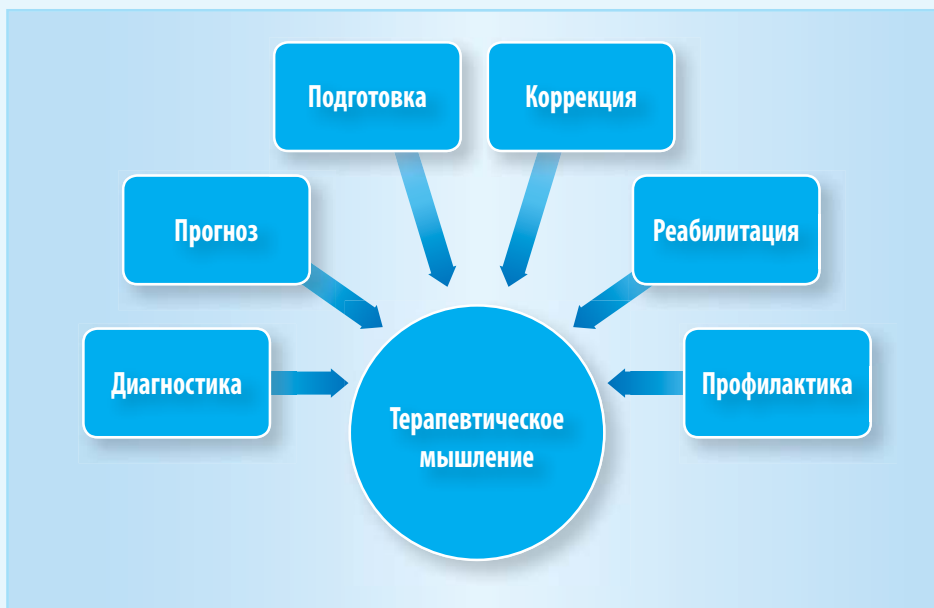 Подготовка
Коррекция
Прогноз
Реабилитация
Диагностика
Профилактика
Терапевтическое
мышление